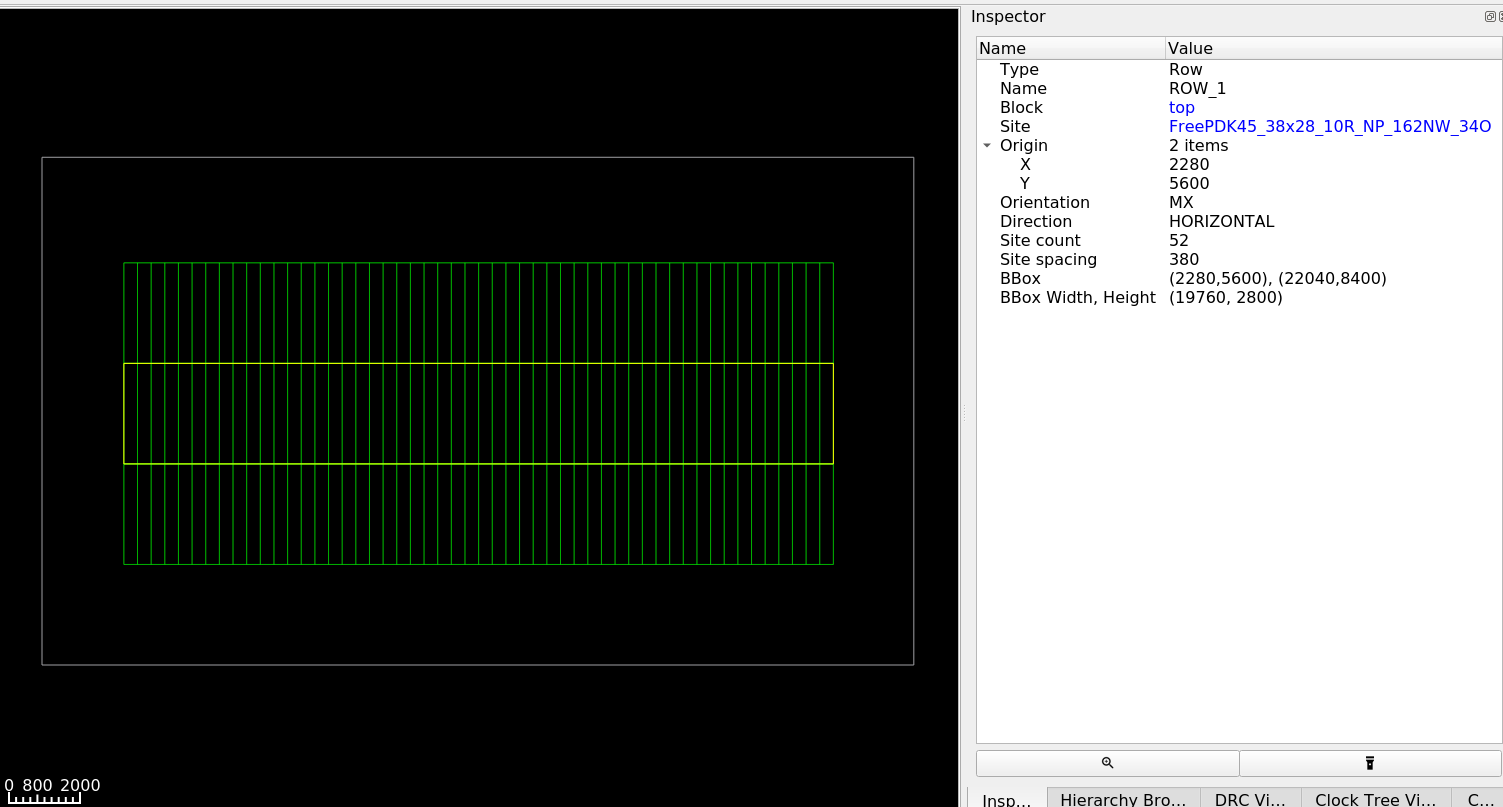 Inspector
Name Value
Type Row
Name ROW_1
Block top
Site FreePDK45_38x28_10R_NP_162NW_34O
Origin 2 items
X 2280
Y 5600
Orientation MX
Direction HORIZONTAL
Site count 52
Site spacing 380
BBox (2280,5600), (22040,8400)
BBox Width, Height (19760, 2800)
0 800 2000
Insp... Hierarchy Bro... DRC Vi... Clock Tree Vi... C...